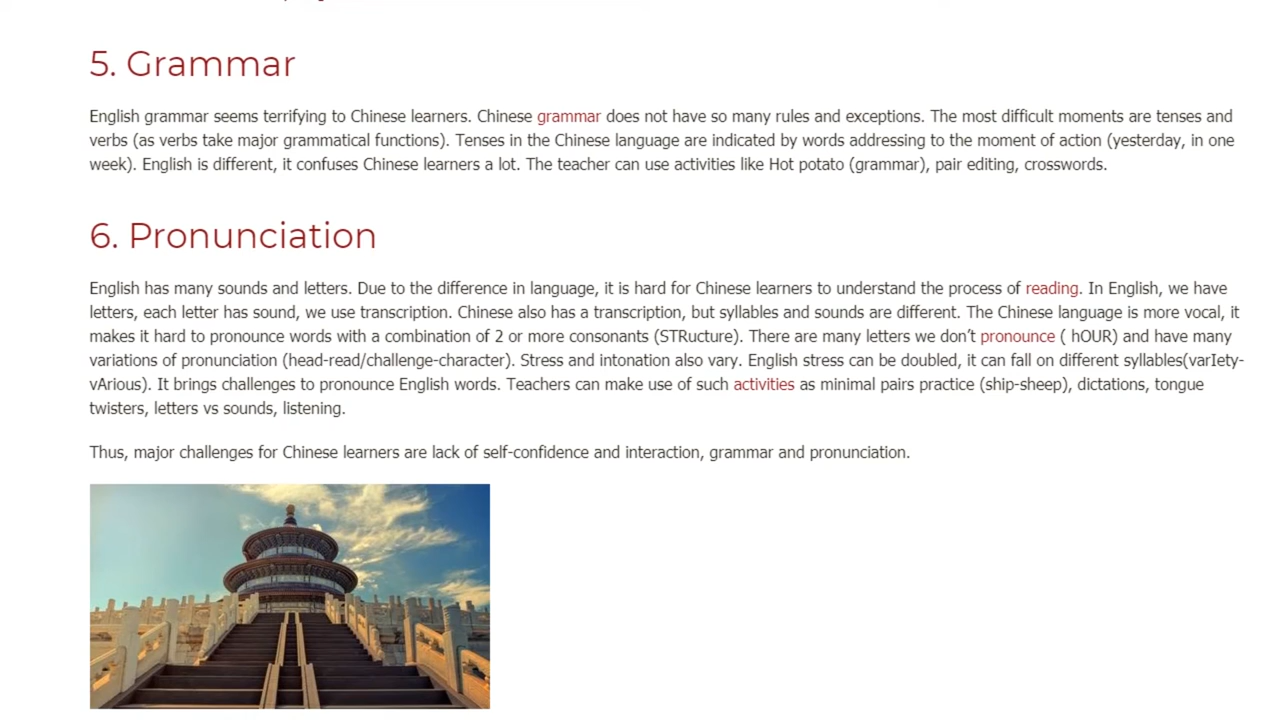 5. Grammar
English grammar seems terrifying to Chinese learners. Chinese grammar does not have so many rules and exceptions. The most difficult moments are tenses and
verbs (as verbs take major grammatical functions). Tenses in the Chinese language are indicated by words addressing to the moment of action (yesterday, in one
week). English is different, it confuses Chinese learners a lot. The teacher can use activities like Hot potato (grammar), pair editing, crosswords.
6. Pronunciation
English has many sounds and letters. Due to the difference in language, it is hard for Chinese learners to understand the process of reading. In English, we have
letters, each letter has sound, we use transcription. Chinese also has a transcription, but syllables and sounds are different. The Chinese language is more vocal, it
makes it hard to pronounce words with a combination of 2 or more consonants (STRucture). There are many letters we don’t pronounce ( hOUR) and have many
variations of pronunciation (head-read/challenge-character). Stress and intonation also vary. English stress can be doubled, it can fall on different syllables(varIety-
vArious). It brings challenges to pronounce English words. Teachers can make use of such activities as minimal pairs practice (ship-sheep), dictations, tongue
twisters, letters vs sounds, listening.
Thus, major challenges for Chinese learners are lack of self-confidence and interaction, grammar and pronunciation.